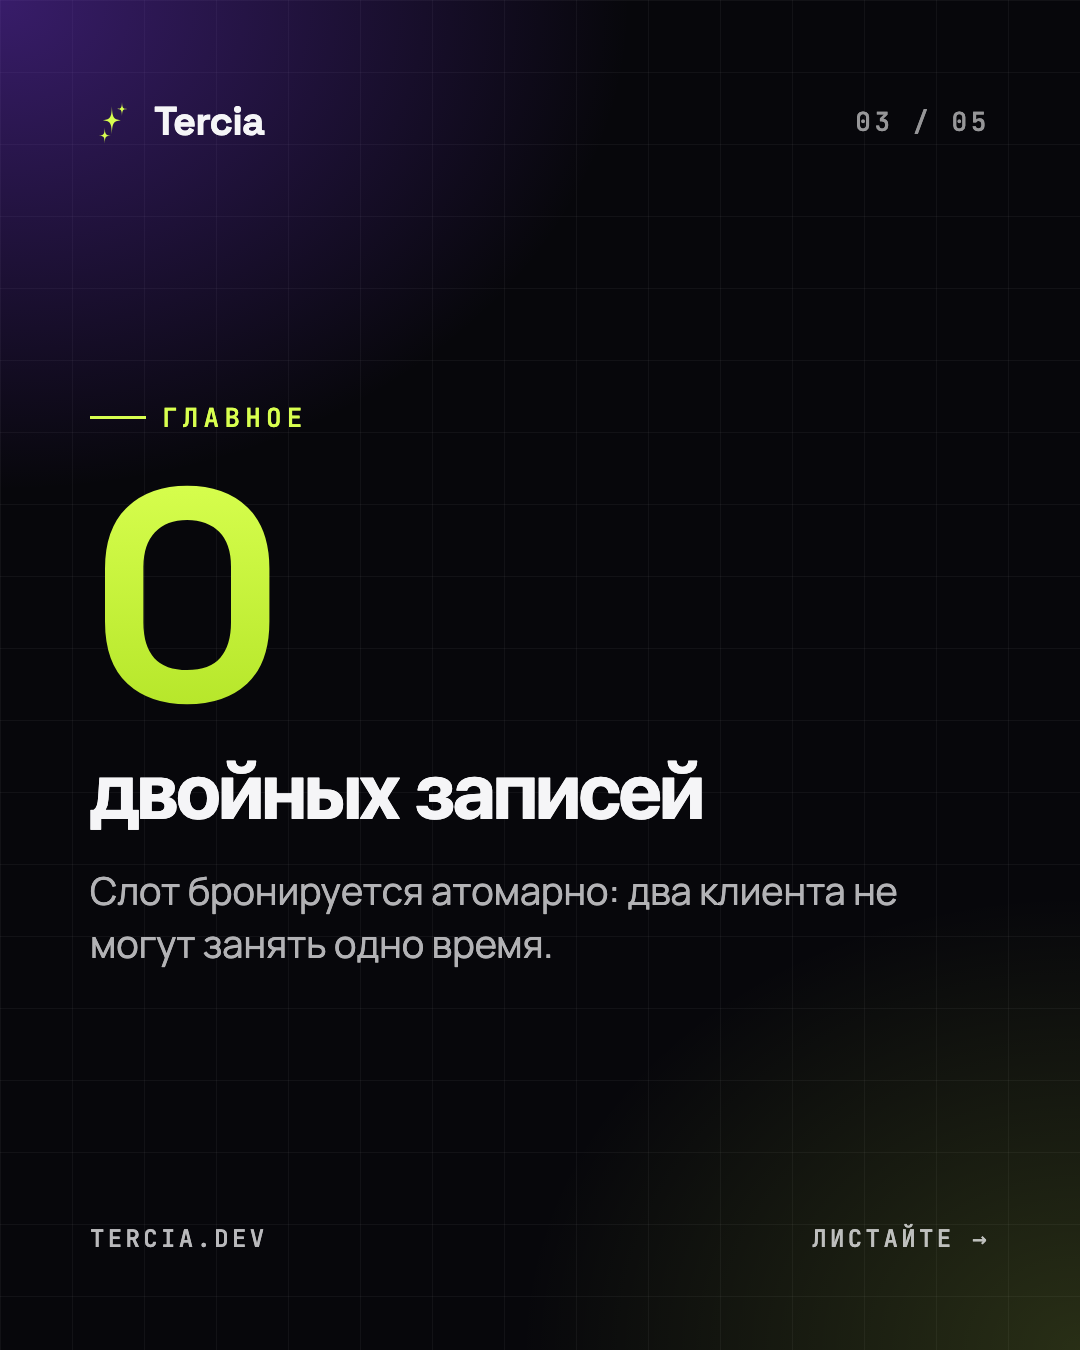 Tercia
03 / 05
ГЛАВНОЕ
0
двойных записей
Слот бронируется атомарно: два клиента не
могут занять одно время.
TERCIA.DEV
ЛИСТАЙТЕ →